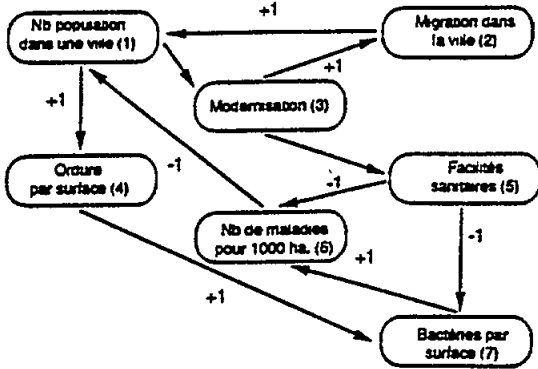 Nb population
dans une ville (1)
+1
Migration dans
la ville (2)
+1
Modernisation (3)
+1
-1
Ordure
par surface (4)
-1
Facilités
sanitaires (5)
Nb de maladies
pour 1000 ha. (6)
-1
+1
+1
Bactéries par
surface (7)